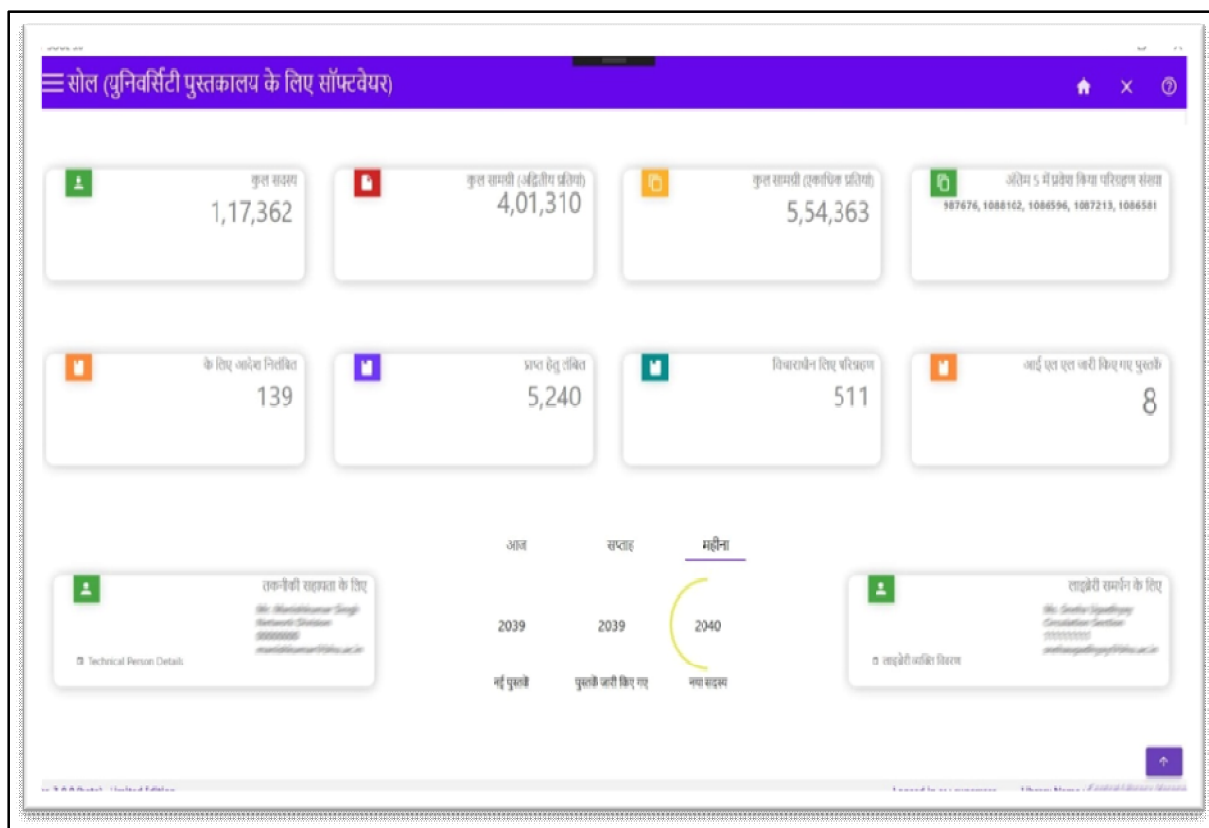 सोल (युनिवर्सिटी पुस्तकालय के लिए सॉफ्टवेयर)
कुल सदस्य
1,17,362
कुल सामग्री (अद्वितीय प्रतियां)
4,01,310
कुल सामग्री (एकाधिक प्रतियां)
5,54,363
अंतिम 5 में प्रवेश किया परिग्रहण संख्या
987676, 1088102, 1086596, 1087213, 1086581
के लिए आदेश निलंबित
139
प्राप्त हेतु लंबित
5,240
विचाराधीन लिए परिग्रहण
511
आई एल एल जारी किए गए पुस्तकें
8
आज
सप्ताह
महीना
तकनीकी सहायता के लिए
Technical Person Details
2039
2039
2040
नई पुस्तकें
पुस्तकें जारी किए गए
नया सदस्य
लाइब्रेरी समर्थन के लिए
लाइब्रेरी व्यक्ति विवरण